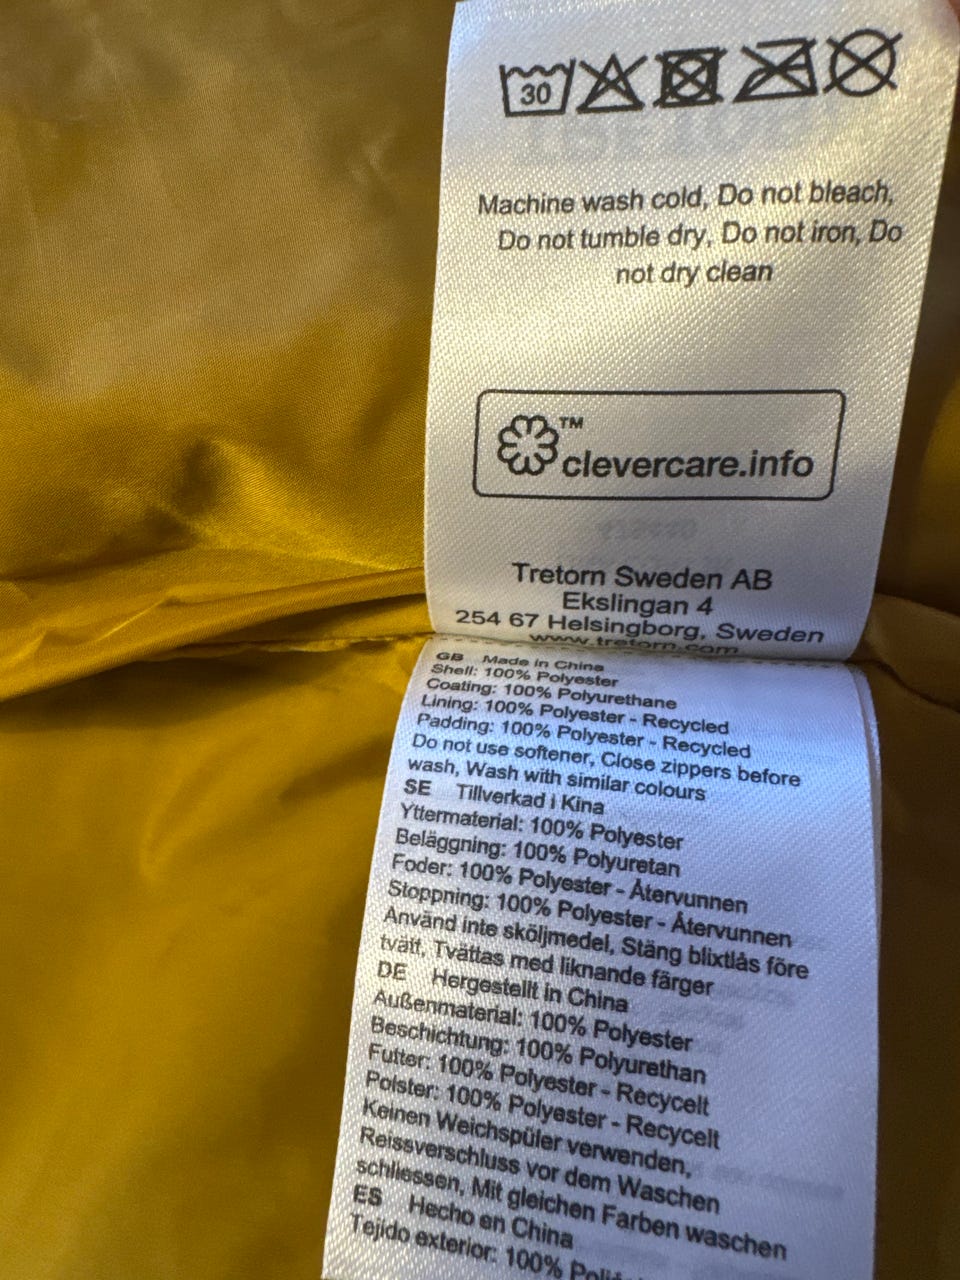 30
Machine wash cold, Do not bleach,
Do not tumble dry, Do not iron, Do
not dry clean
TM
clevercare.info
Tretorn Sweden AB
Ekslingan 4
254 67 Helsingborg, Sweden
www.tretorn.com
GB Made in China
Shell: 100% Polyester
Coating: 100% Polyurethane
Lining: 100% Polyester - Recycled
Padding: 100% Polyester - Recycled
Do not use softener, Close zippers before
wash, Wash with similar colours
SE Tillverkad i Kina
Yttermaterial: 100% Polyester
Beläggning: 100% Polyuretan
Foder: 100% Polyester - Återvunnen
Stoppning: 100% Polyester - Återvunnen
Använd inte sköljmedel, Stäng blixtlås före
tvätt, Tvättas med liknande färger
DE Hergestellt in China
Außenmaterial: 100% Polyester
Beschichtung: 100% Polyurethan
Futter: 100% Polyester - Recycelt
Polster: 100% Polyester - Recycelt
Keinen Weichspüler verwenden,
Reissverschluss vor dem Waschen
schliessen, Mit gleichen Farben waschen
ES Hecho en China
Tejido exterior: 100%